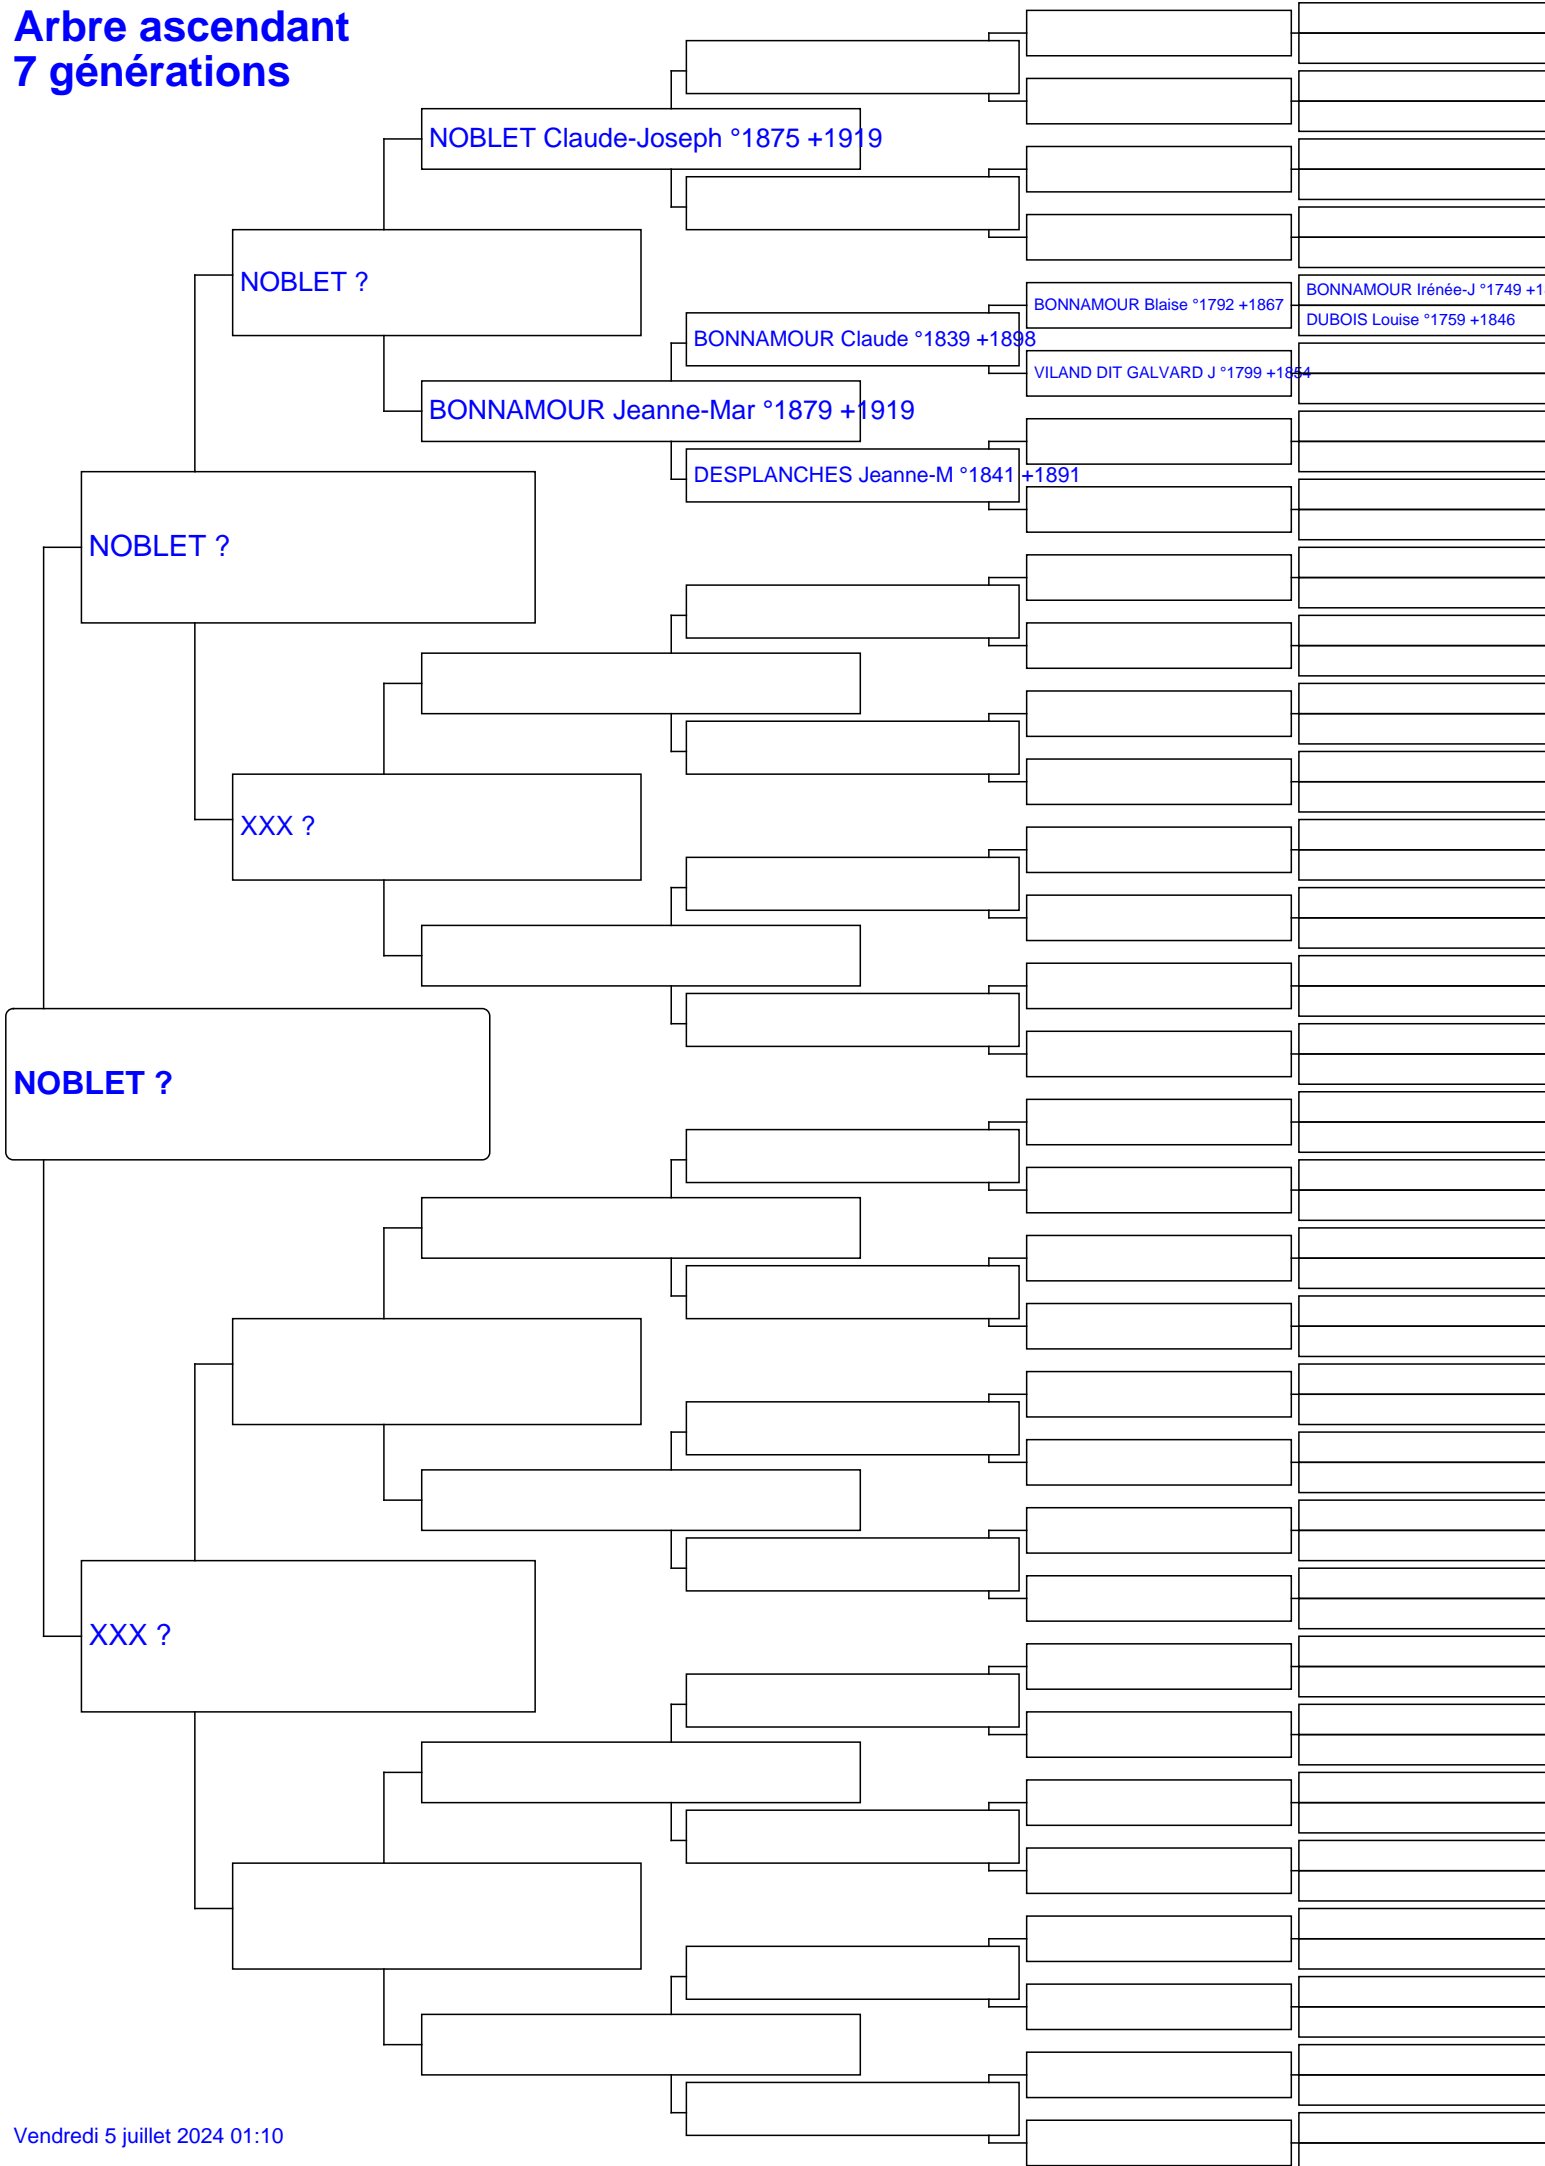 Arbre ascendant
7 générations
NOBLET Claude-Joseph °1875 +1919
NOBLET ?
BONNAMOUR Irénée-J °1749
BONNAMOUR Blaise °1792 +1867
DUBOIS Louise °1759 +1846
BONNAMOUR Claude °1839 +1898
VILAND DIT GALVARD J °1799 +1854
BONNAMOUR Jeanne-Mar °1879 +1919
DESPLANCHES Jeanne-M °1841 +1891
NOBLET ?
XXX ?
NOBLET ?
XXX ?
Vendredi 5 juillet 2024 01:10